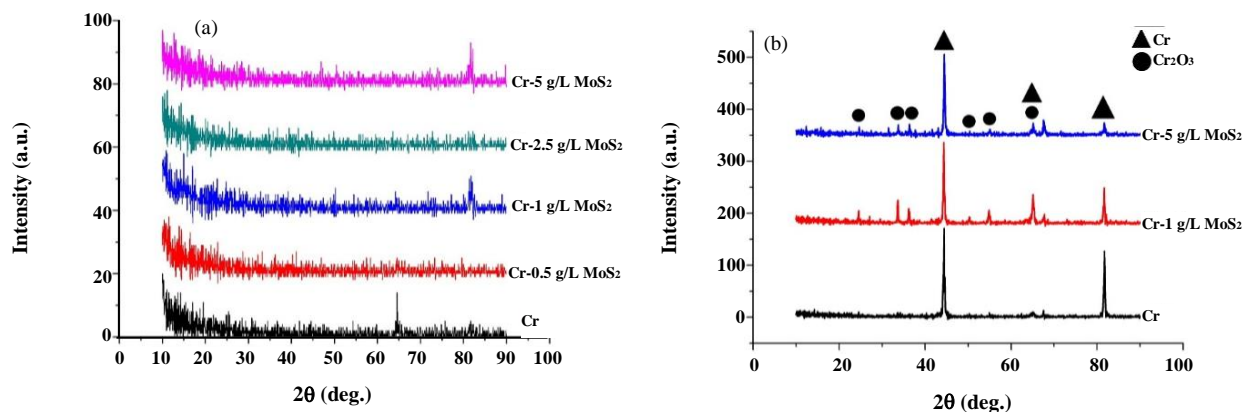 (a)
Intensity (a.u.)
100
80
60
40
20
0
Cr-5 g/L MoS₂
Cr-2.5 g/L MoS₂
Cr-1 g/L MoS₂
Cr-0.5 g/L MoS₂
Cr
0 10 20 30 40 50 60 70 80 90 100
2θ (deg.)
(b)
Cr
Cr₂O₃
Intensity (a.u.)
500
400
300
200
100
0
Cr-5 g/L MoS₂
Cr-1 g/L MoS₂
Cr
0 20 40 60 80 100
2θ (deg.)